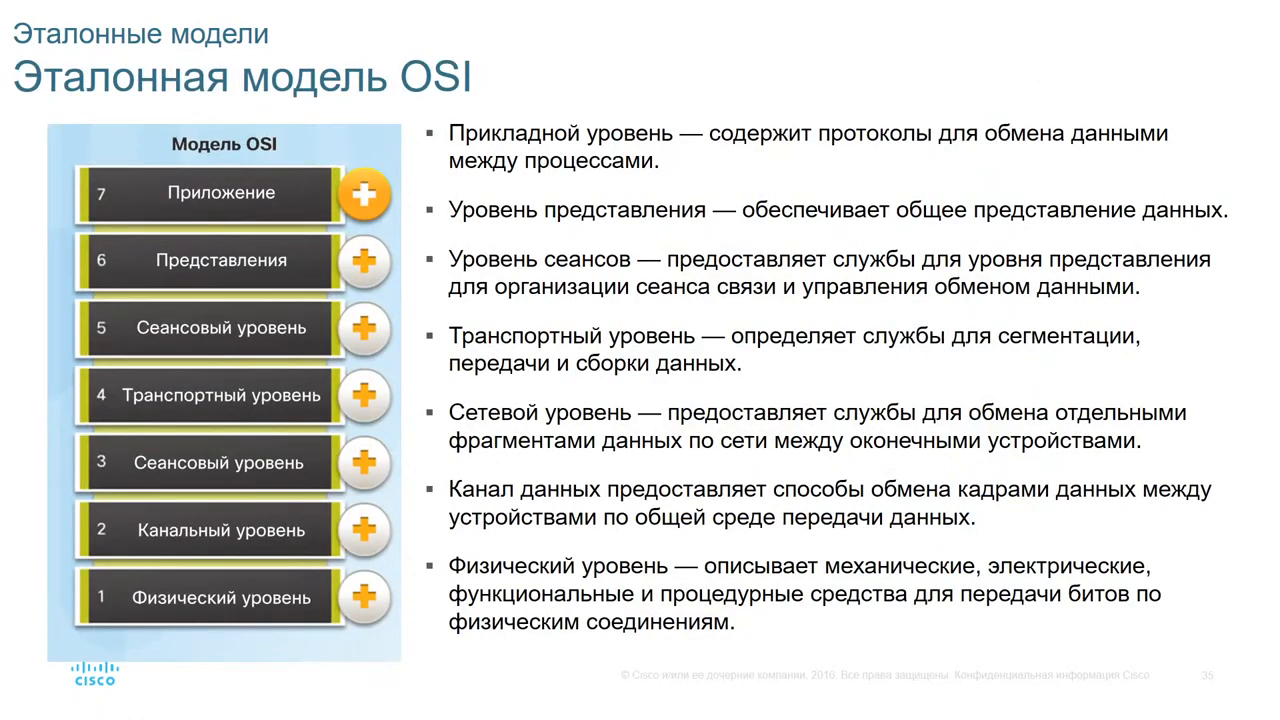 Эталонные модели
Эталонная модель OSI
Модель OSI
7 Приложение
6 Представления
5 Сеансовый уровень
4 Транспортный уровень
3 Сеансовый уровень
2 Канальный уровень
1 Физический уровень
Прикладной уровень — содержит протоколы для обмена данными
между процессами.
Уровень представления — обеспечивает общее представление данных.
Уровень сеансов — предоставляет службы для уровня представления
для организации сеанса связи и управления обменом данными.
Транспортный уровень — определяет службы для сегментации,
передачи и сборки данных.
Сетевой уровень — предоставляет службы для обмена отдельными
фрагментами данных по сети между оконечными устройствами.
Канал данных предоставляет способы обмена кадрами данных между
устройствами по общей среде передачи данных.
Физический уровень — описывает механические, электрические,
функциональные и процедурные средства для передачи битов по
физическим соединениям.
CISCO
© Cisco и/или ее дочерние компании, 2016. Все права защищены. Конфиденциальная информация Cisco
35